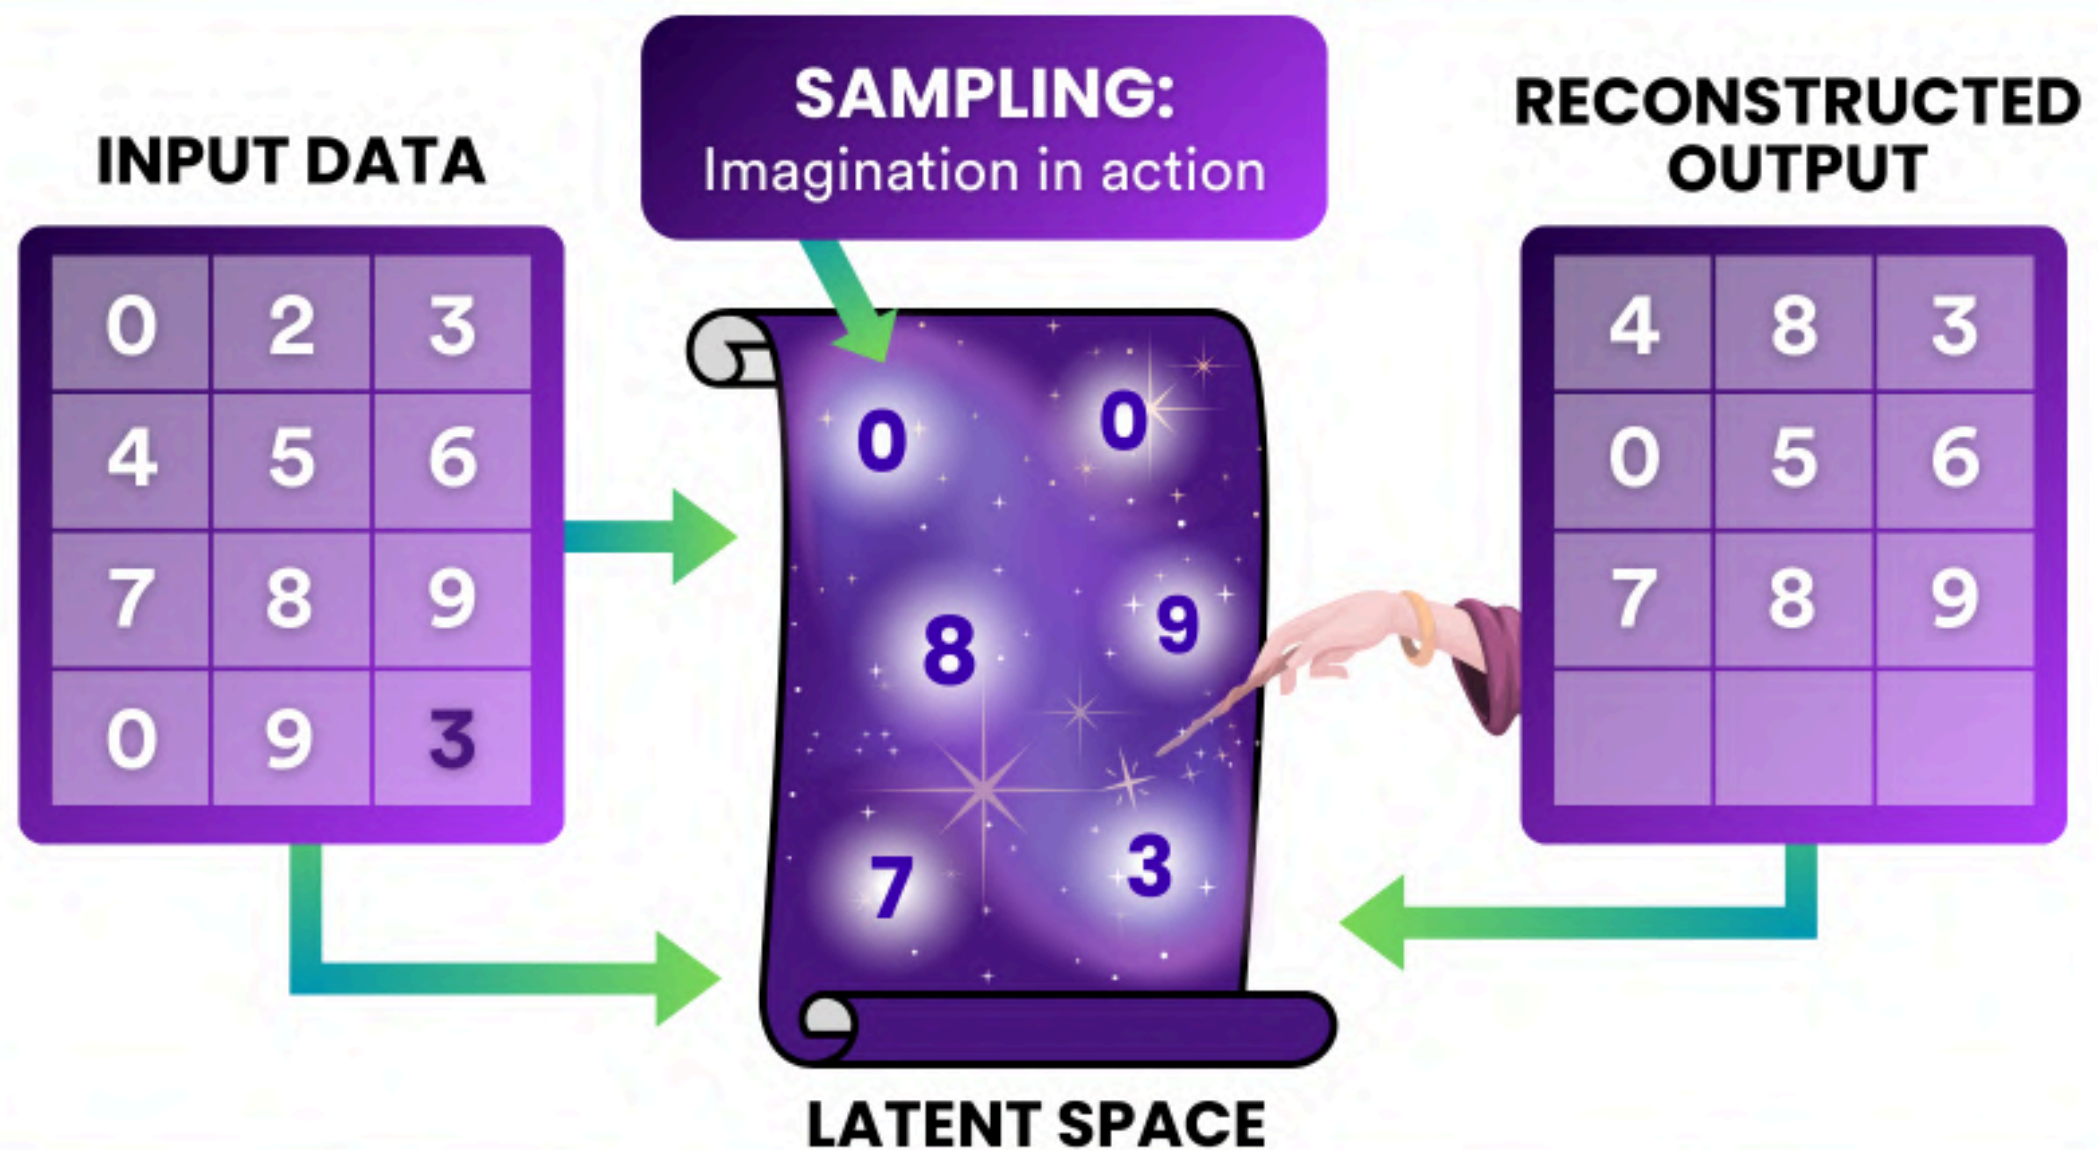 SAMPLING:
Imagination in action
INPUT DATA
0 2 3
4 5 6
7 8 9
0 9 3
0 0
8 9
7 3
LATENT SPACE
RECONSTRUCTED
OUTPUT
4 8 3
0 5 6
7 8 9